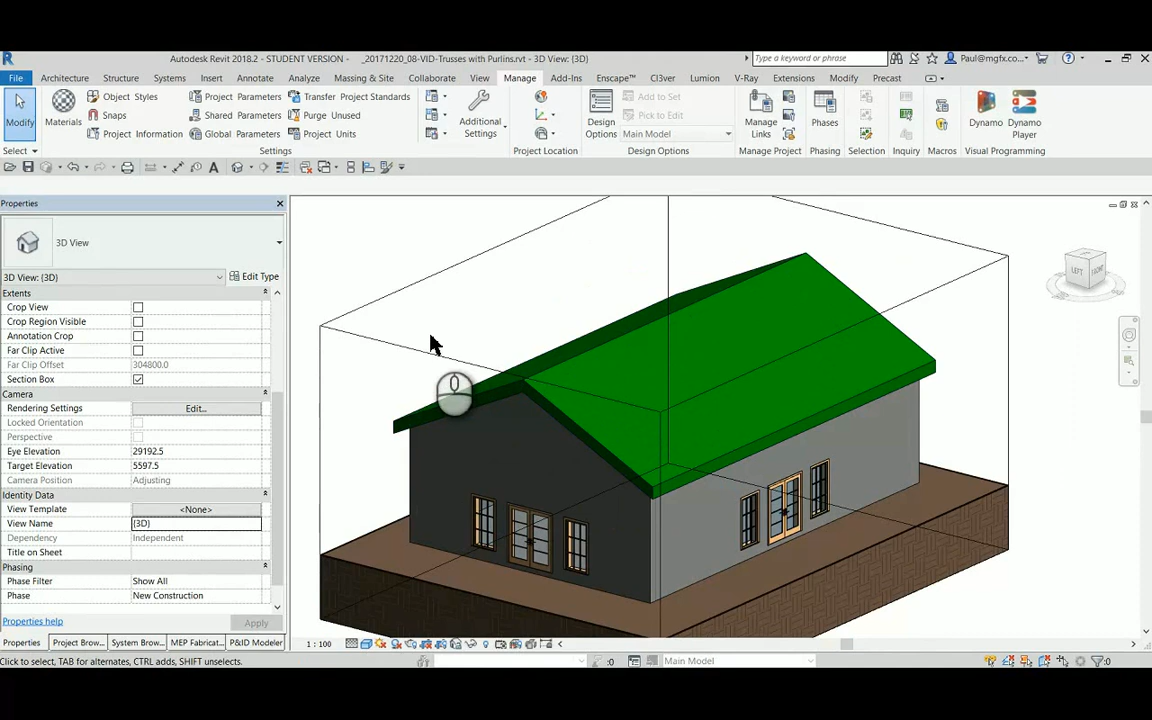 Autodesk Revit 2018.2 - STUDENT VERSION - _20171220_08-VID-Trusses with Purlins.rvt - 3D View: {3D}
Type a keyword or phrase
Paul@mgfx.co...
File Architecture Structure Systems Insert Annotate Analyze Massing & Site Collaborate View Manage Add-Ins Enscape™ CI3ver Lumion V-Ray Extensions Modify Precast
Modify
Materials
Object Styles
Snaps
Project Information
Project Parameters
Shared Parameters
Global Parameters
Transfer Project Standards
Purge Unused
Project Units
Additional
Settings
Design
Options
Add to Set
Pick to Edit
Main Model
Manage
Links
Phases
Dynamo
Dynamo
Player
Select Settings Project Location Design Options Manage Project Phasing Selection Inquiry Macros Visual Programming
Properties
3D View
3D View: {3D}
Edit Type
Extents
Crop View
Crop Region Visible
Annotation Crop
Far Clip Active
Far Clip Offset 304800.0
Section Box
Camera
Rendering Settings Edit...
Locked Orientation
Perspective
Eye Elevation 29192.5
Target Elevation 5597.5
Camera Position Adjusting
Identity Data
View Template <None>
View Name {3D}
Dependency Independent
Title on Sheet
Phasing
Phase Filter Show All
Phase New Construction
Properties help
Apply
Properties Project Brow... System Brow... MEP Fabricat... P&ID Modeler
LEFT FRONT
1 : 100
Click to select, TAB for alternates, CTRL adds, SHIFT unselects.
:0
Main Model
:0